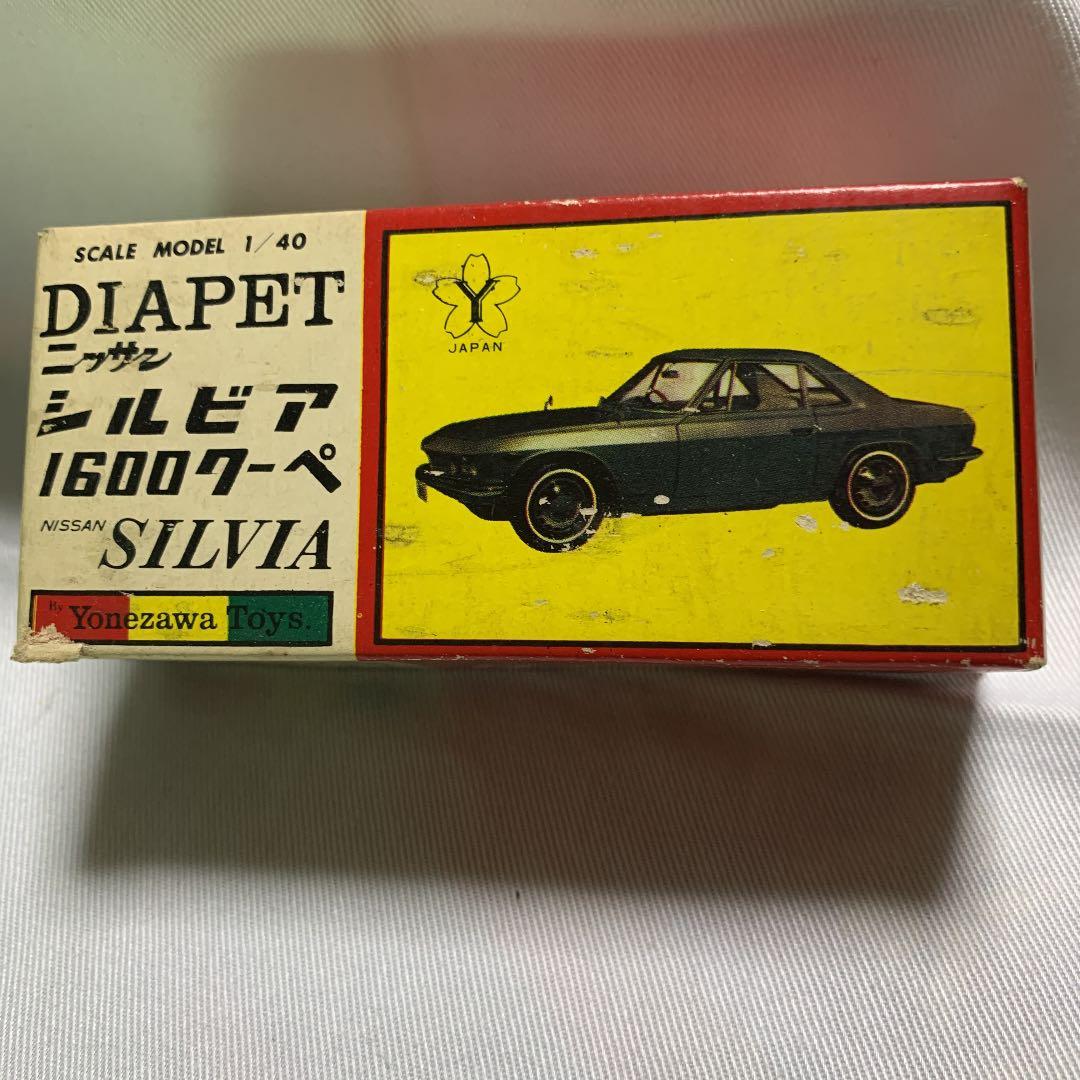 SCALE MODEL 1/40
DIAPET
ニッサン
シルビア
1600クーペ
NISSAN SILVIA
By Yonezawa Toys.
Y
JAPAN